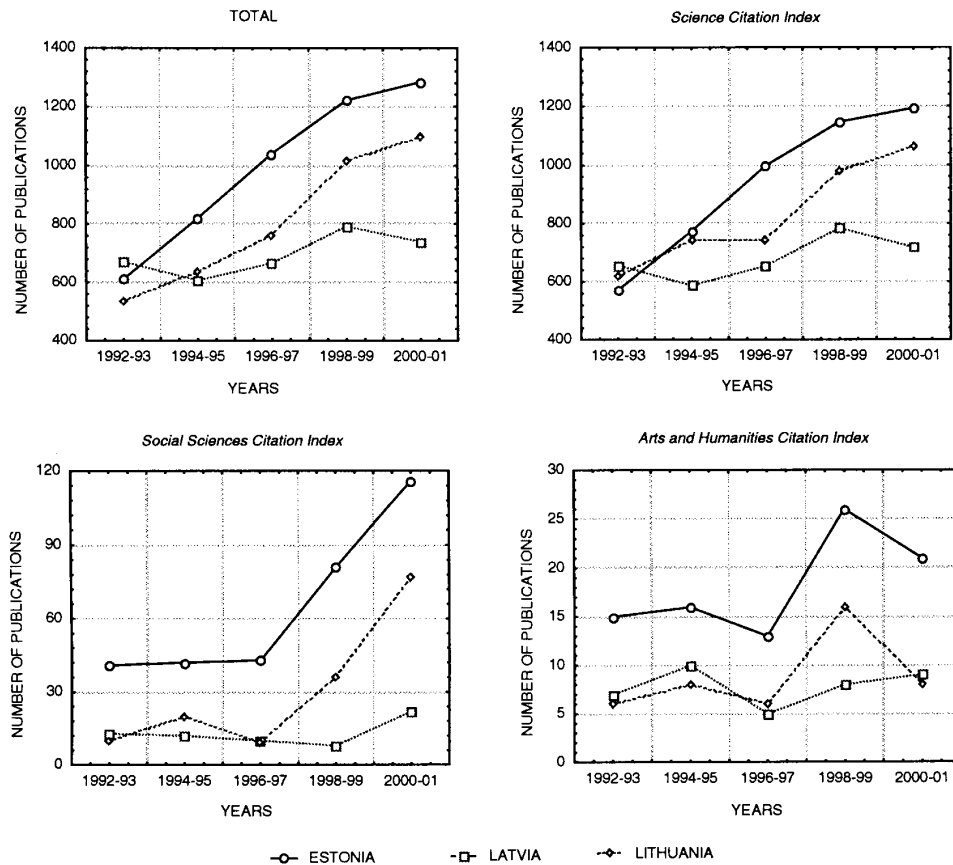 TOTAL
1400
1200
1000
800
600
400
NUMBER OF PUBLICATIONS
1992-93 1994-95 1996-97 1998-99 2000-01
YEARS
Science Citation Index
1400
1200
1000
800
600
400
NUMBER OF PUBLICATIONS
1992-93 1994-95 1996-97 1998-99 2000-01
YEARS
Social Sciences Citation Index
120
90
60
30
0
NUMBER OF PUBLICATIONS
1992-93 1994-95 1996-97 1998-99 2000-01
YEARS
Arts and Humanities Citation Index
30
25
20
15
10
5
0
NUMBER OF PUBLICATIONS
1992-93 1994-95 1996-97 1998-99 2000-01
YEARS
ESTONIA LATVIA LITHUANIA